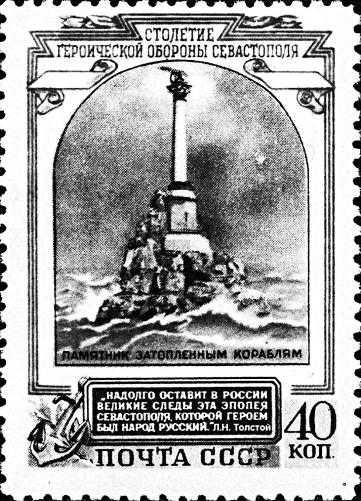 СТОЛЕТИЕ
ГЕРОИЧЕСКОЙ ОБОРОНЫ СЕВАСТОПОЛЯ
ПАМЯТНИК ЗАТОПЛЕННЫМ КОРАБЛЯМ
„НАДОЛГО ОСТАВИТ В РОССИИ
ВЕЛИКИЕ СЛЕДЫ ЭТА ЭПОПЕЯ
СЕВАСТОПОЛЯ, КОТОРОЙ ГЕРОЕМ
БЫЛ НАРОД РУССКИЙ." Л.Н. Толстой
40
КОП.
ПОЧТА СССР